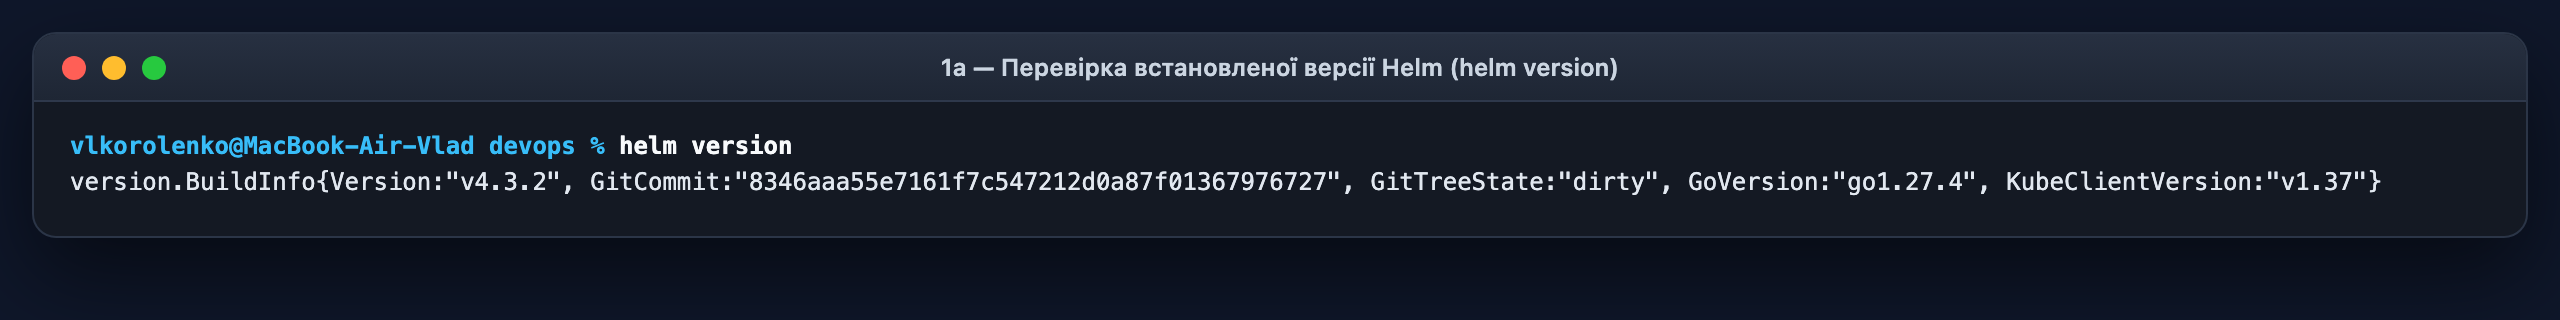 1a — Перевірка встановленої версії Helm (helm version)
vlkorolenko@MacBook-Air-Vlad devops % helm version
version.BuildInfo{Version:"v4.3.2", GitCommit:"8346aaa55e7161f7c547212d0a87f01367976727", GitTreeState:"dirty", GoVersion:"go1.27.4", KubeClientVersion:"v1.37"}